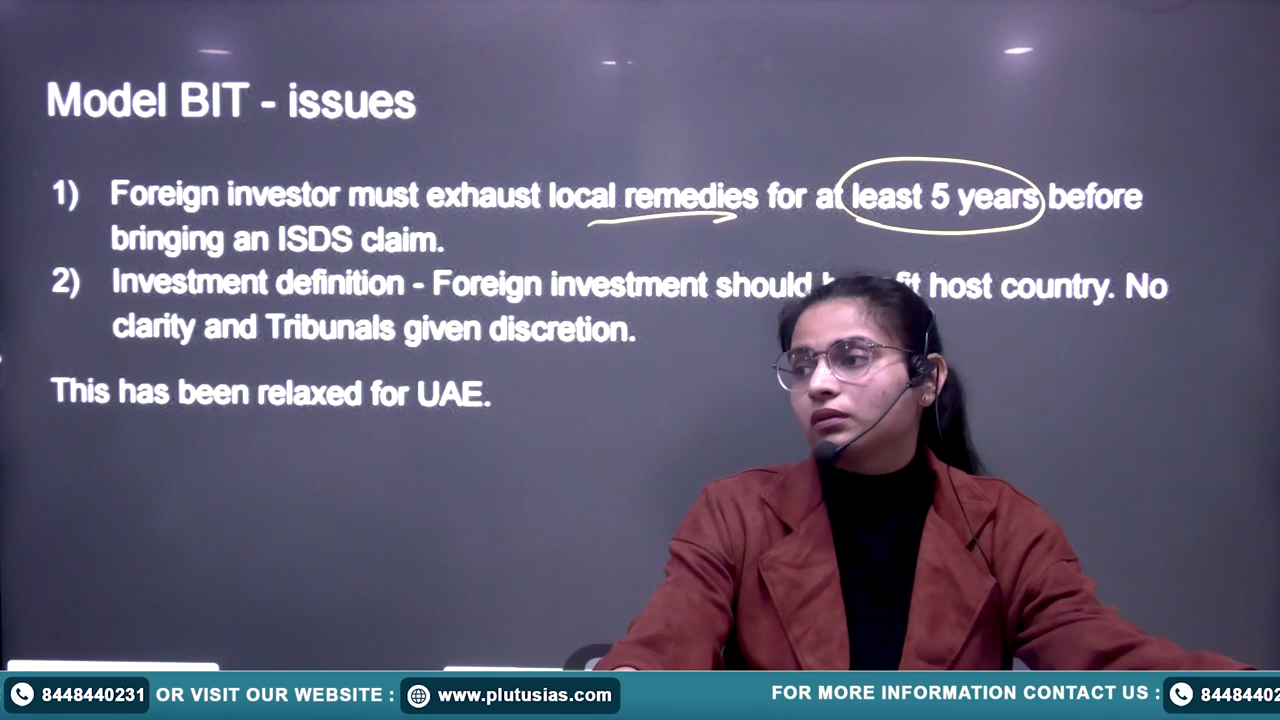 Model BIT - issues
1) Foreign investor must exhaust local remedies for at least 5 years before
bringing an ISDS claim.
2) Investment definition - Foreign investment should host country. No
clarity and Tribunals given discretion.
This has been relaxed for UAE.
8448440231 OR VISIT OUR WEBSITE : www.plutusias.com FOR MORE INFORMATION CONTACT US :